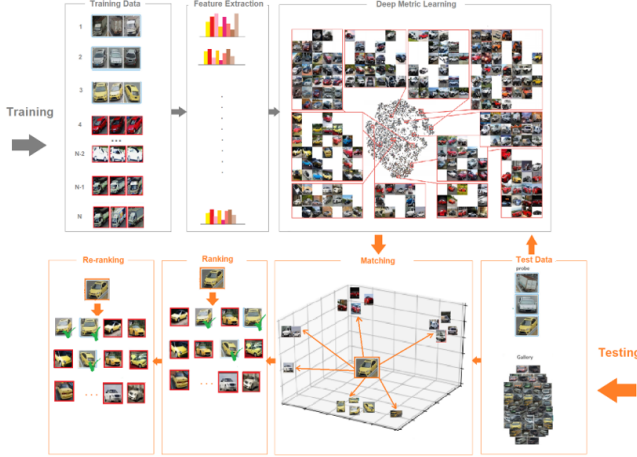 Training Data
Feature Extraction
Deep Metric Learning
1
2
3
Training
4
...
N-2
N-1
N
Re-ranking
Ranking
Matching
Test Data
probe
Testing
Gallery